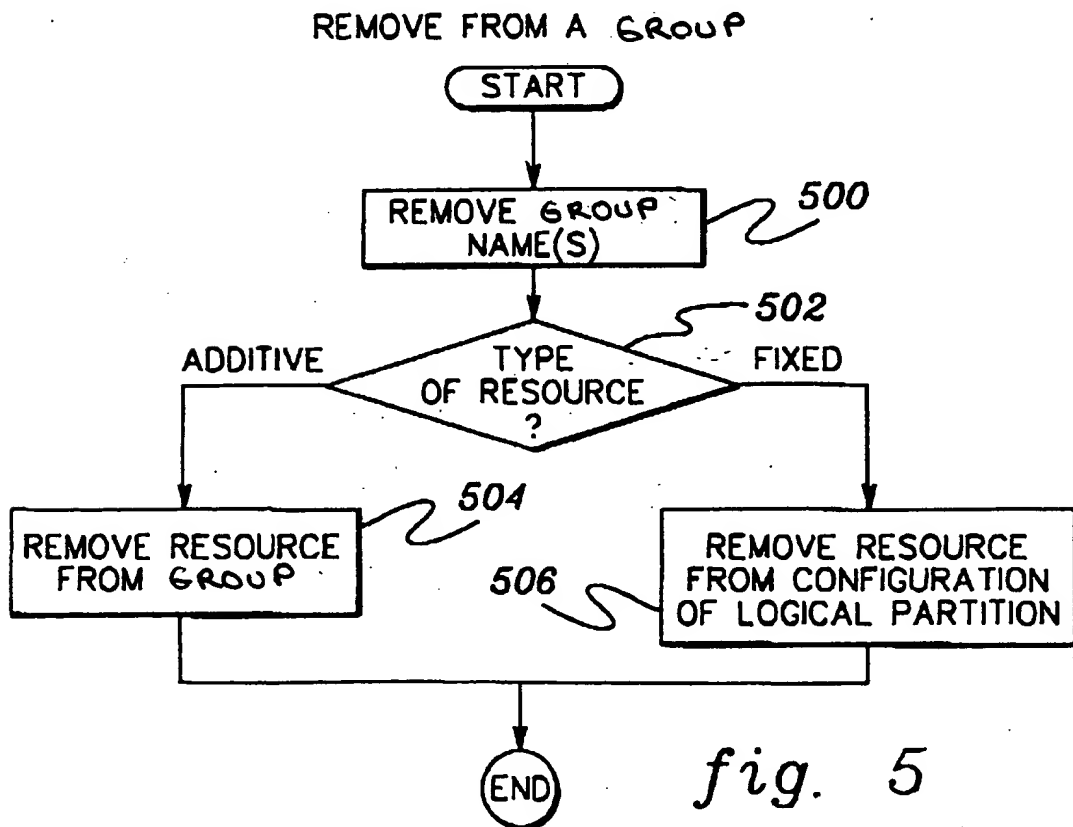 REMOVE FROM A GROUP
START
REMOVE GROUP
NAME(S)
500
502
ADDITIVE
TYPE
OF RESOURCE
?
FIXED
504
REMOVE RESOURCE
FROM GROUP
506
REMOVE RESOURCE
FROM CONFIGURATION
OF LOGICAL PARTITION
END
fig. 5